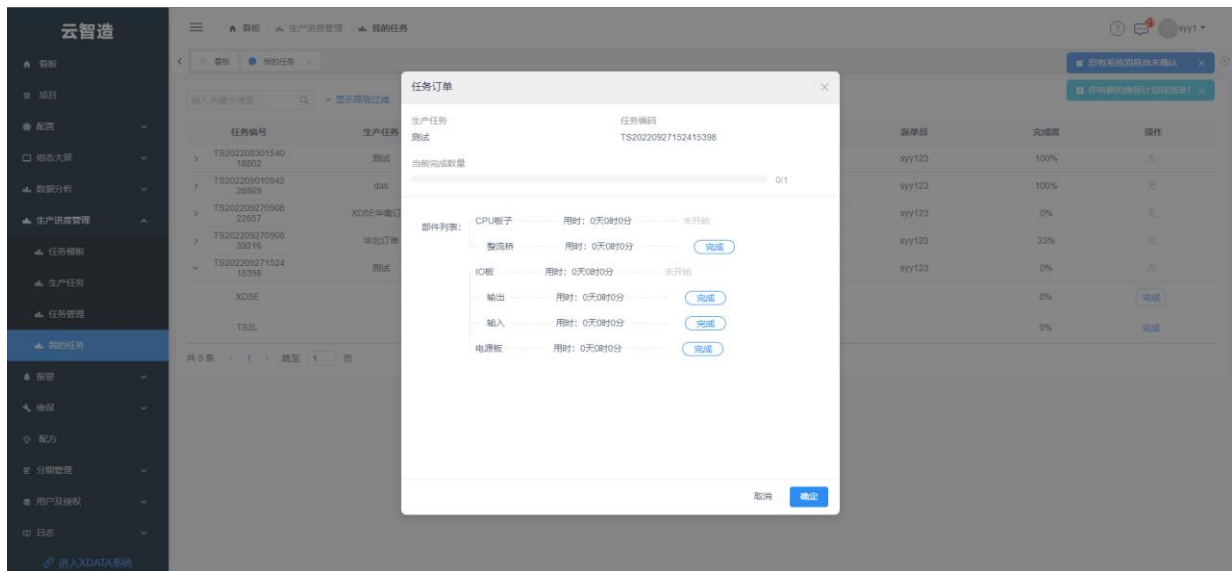 云智造
看板 生产进度管理 我的任务
syy1
看板
看板 我的任务
您有系统消息尚未确认
项目
输入关键字搜索 显示高级过滤
你有新的维保计划待派单!
任务订单
生产任务 任务编码
测试 TS20220927152415398
当前完成数量
0/1
配置
组态大屏
数据分析
生产进度管理
任务模板
生产任务
任务管理
我的任务
报警
维保
配方
分期管理
用户及授权
日志
进入XDATA系统
任务编号 生产任务 派单员 完成度 操作
TS202208301540
18802 测试 syy123 100% 无
TS202209010942
28869 das syy123 100% 无
TS202209270908
22657 XD5E华南订 syy123 0% 无
TS202209270908
39216 华北订单 syy123 33% 无
TS202209271524
15398 测试 syy123 0% 无
XD5E 0% 完成
TS5L 0% 完成
共 5 条 1 跳至 1 页
部件列表:
CPU板子 用时:0天0时0分 未开始
整流桥 用时:0天0时0分 完成
IO板 用时:0天0时0分 未开始
输出 用时:0天0时0分 完成
输入 用时:0天0时0分 完成
电源板 用时:0天0时0分 完成
取消 确定